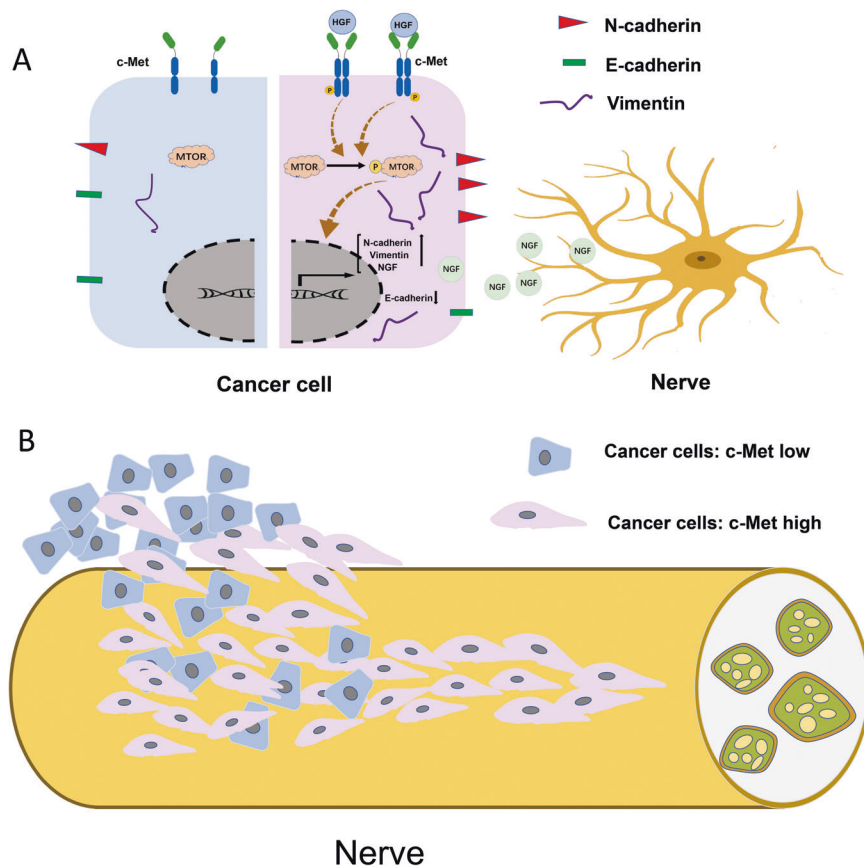 A
c-Met
HGF
HGF
c-Met
N-cadherin
E-cadherin
Vimentin
P
P
MTOR
MTOR
P
MTOR
N-cadherin
Vimentin
NGF
E-cadherin
NGF
NGF
NGF
NGF
NGF
Cancer cell
Nerve
B
Cancer cells: c-Met low
Cancer cells: c-Met high
Nerve